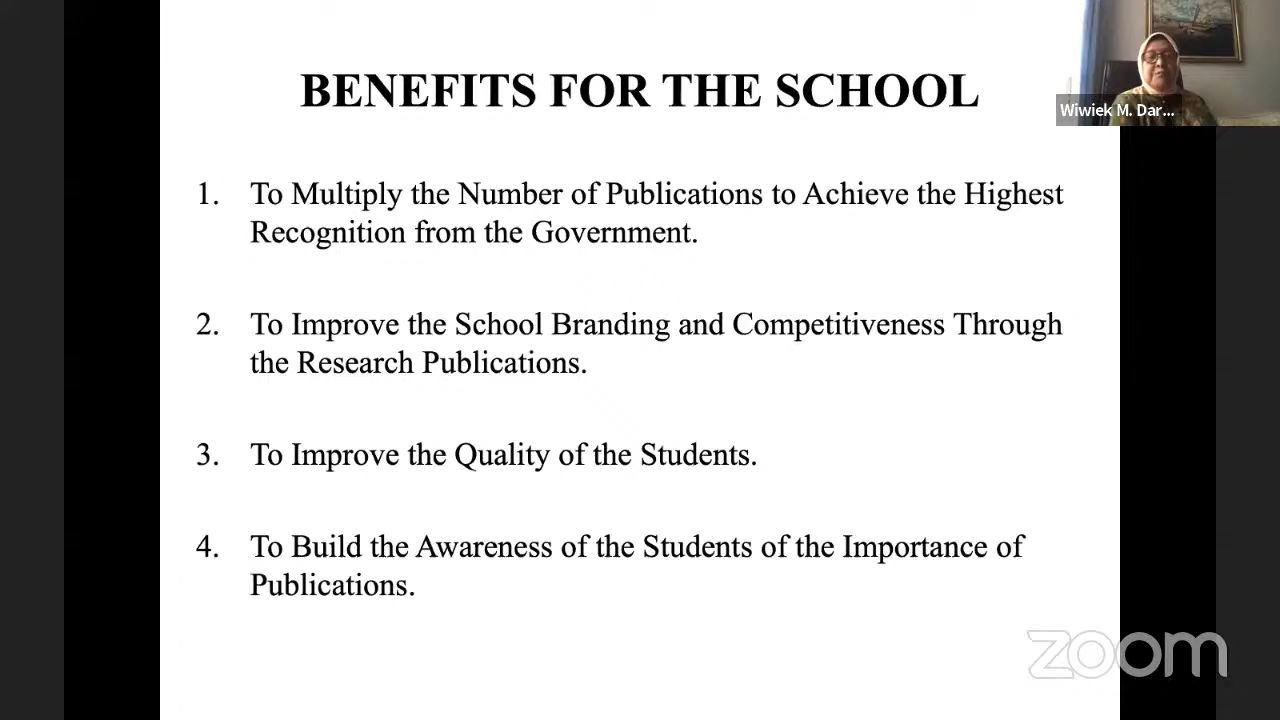 BENEFITS FOR THE SCHOOL
Wiwiek M. Dar...
1. To Multiply the Number of Publications to Achieve the Highest
Recognition from the Government.
2. To Improve the School Branding and Competitiveness Through
the Research Publications.
3. To Improve the Quality of the Students.
4. To Build the Awareness of the Students of the Importance of
Publications.
zoom